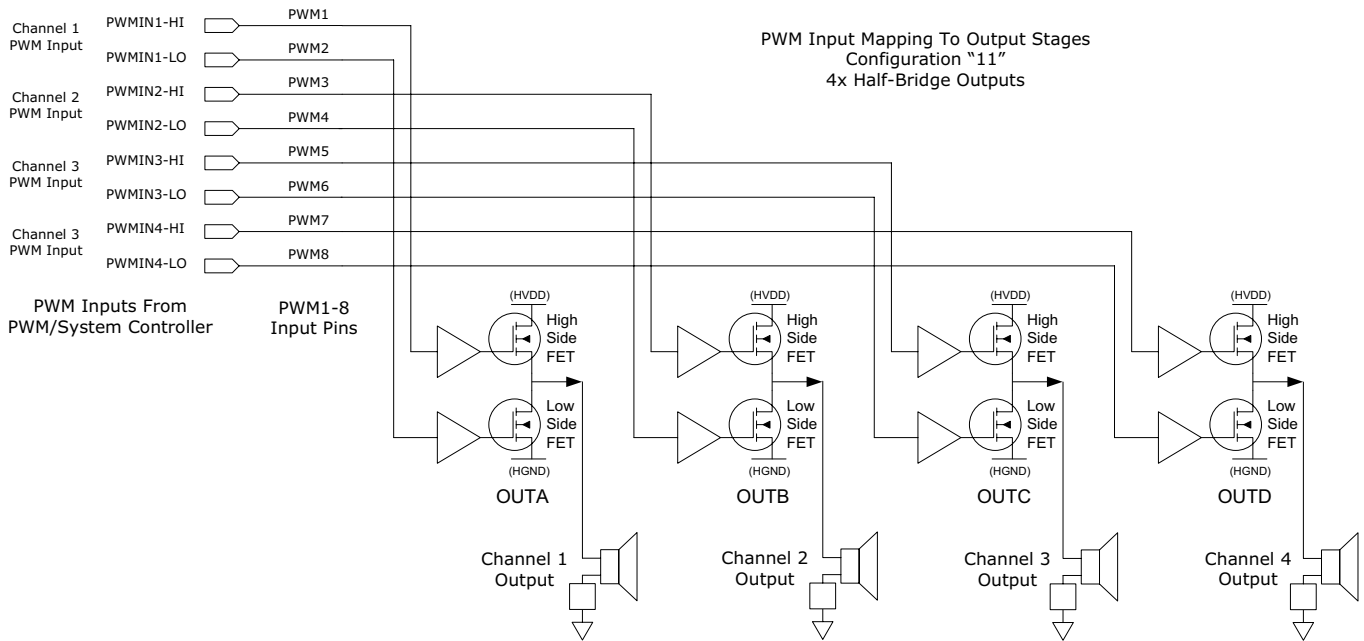 PWM Input Mapping To Output Stages
Configuration “11”
4x Half-Bridge Outputs
Channel 1
PWM Input
PWMIN1-HI
PWM1
PWMIN1-LO
PWM2
Channel 2
PWM Input
PWMIN2-HI
PWM3
PWMIN2-LO
PWM4
Channel 3
PWM Input
PWMIN3-HI
PWM5
PWMIN3-LO
PWM6
Channel 3
PWM Input
PWMIN4-HI
PWM7
PWMIN4-LO
PWM8
PWM Inputs From
PWM/System Controller
PWM1-8
Input Pins
(HVDD)
High
Side
FET
Low
Side
FET
(HGND)
OUTA
Channel 1
Output
(HVDD)
High
Side
FET
Low
Side
FET
(HGND)
OUTB
Channel 2
Output
(HVDD)
High
Side
FET
Low
Side
FET
(HGND)
OUTC
Channel 3
Output
(HVDD)
High
Side
FET
Low
Side
FET
(HGND)
OUTD
Channel 4
Output